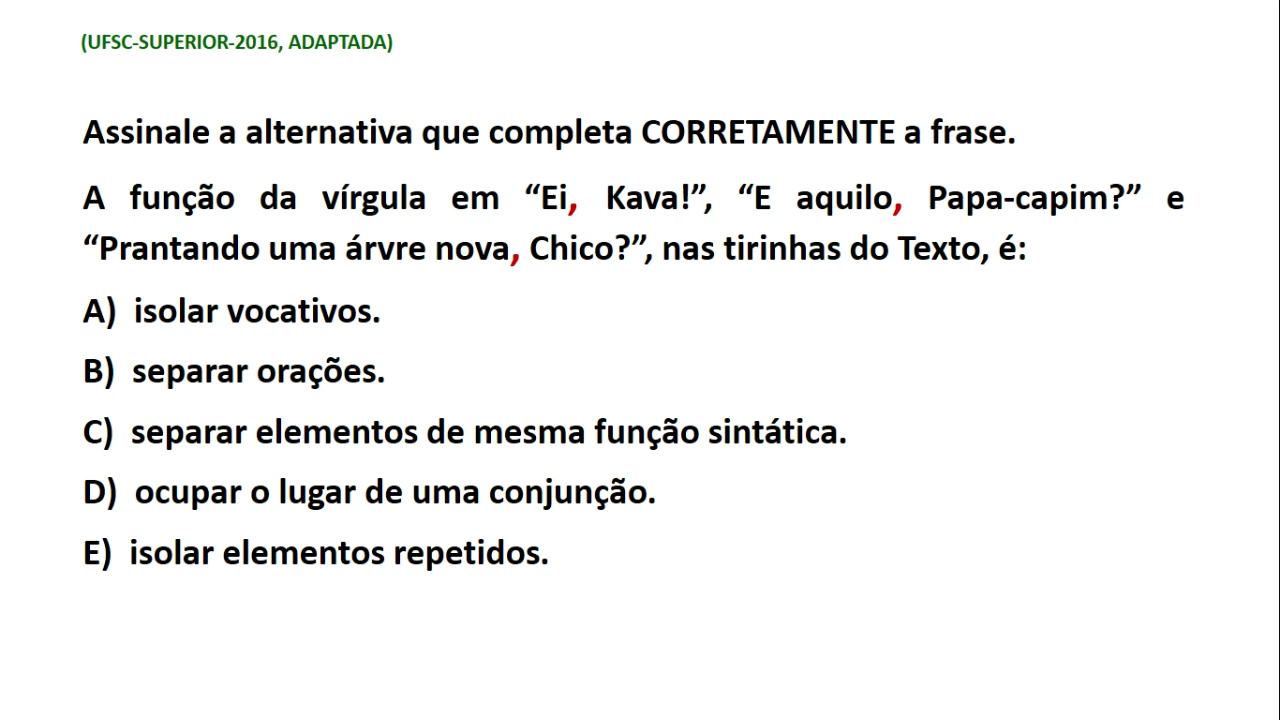 (UFSC-SUPERIOR-2016, ADAPTADA)
Assinale a alternativa que completa CORRETAMENTE a frase.
A função da vírgula em “Ei, Kava!”, “E aquilo, Papa-capim?” e
“Prantando uma árvre nova, Chico?”, nas tirinhas do Texto, é:
A) isolar vocativos.
B) separar orações.
C) separar elementos de mesma função sintática.
D) ocupar o lugar de uma conjunção.
E) isolar elementos repetidos.